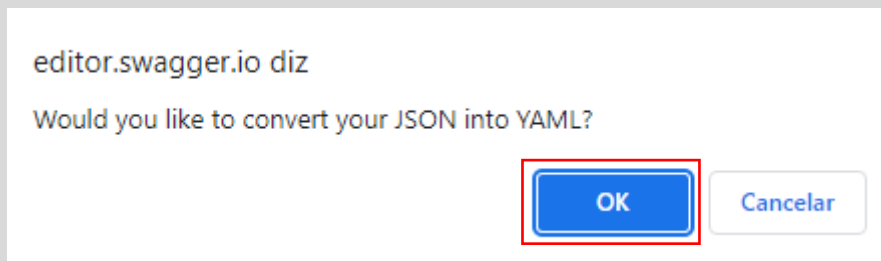 editor.swagger.io diz
Would you like to convert your JSON into YAML?
OK
Cancelar